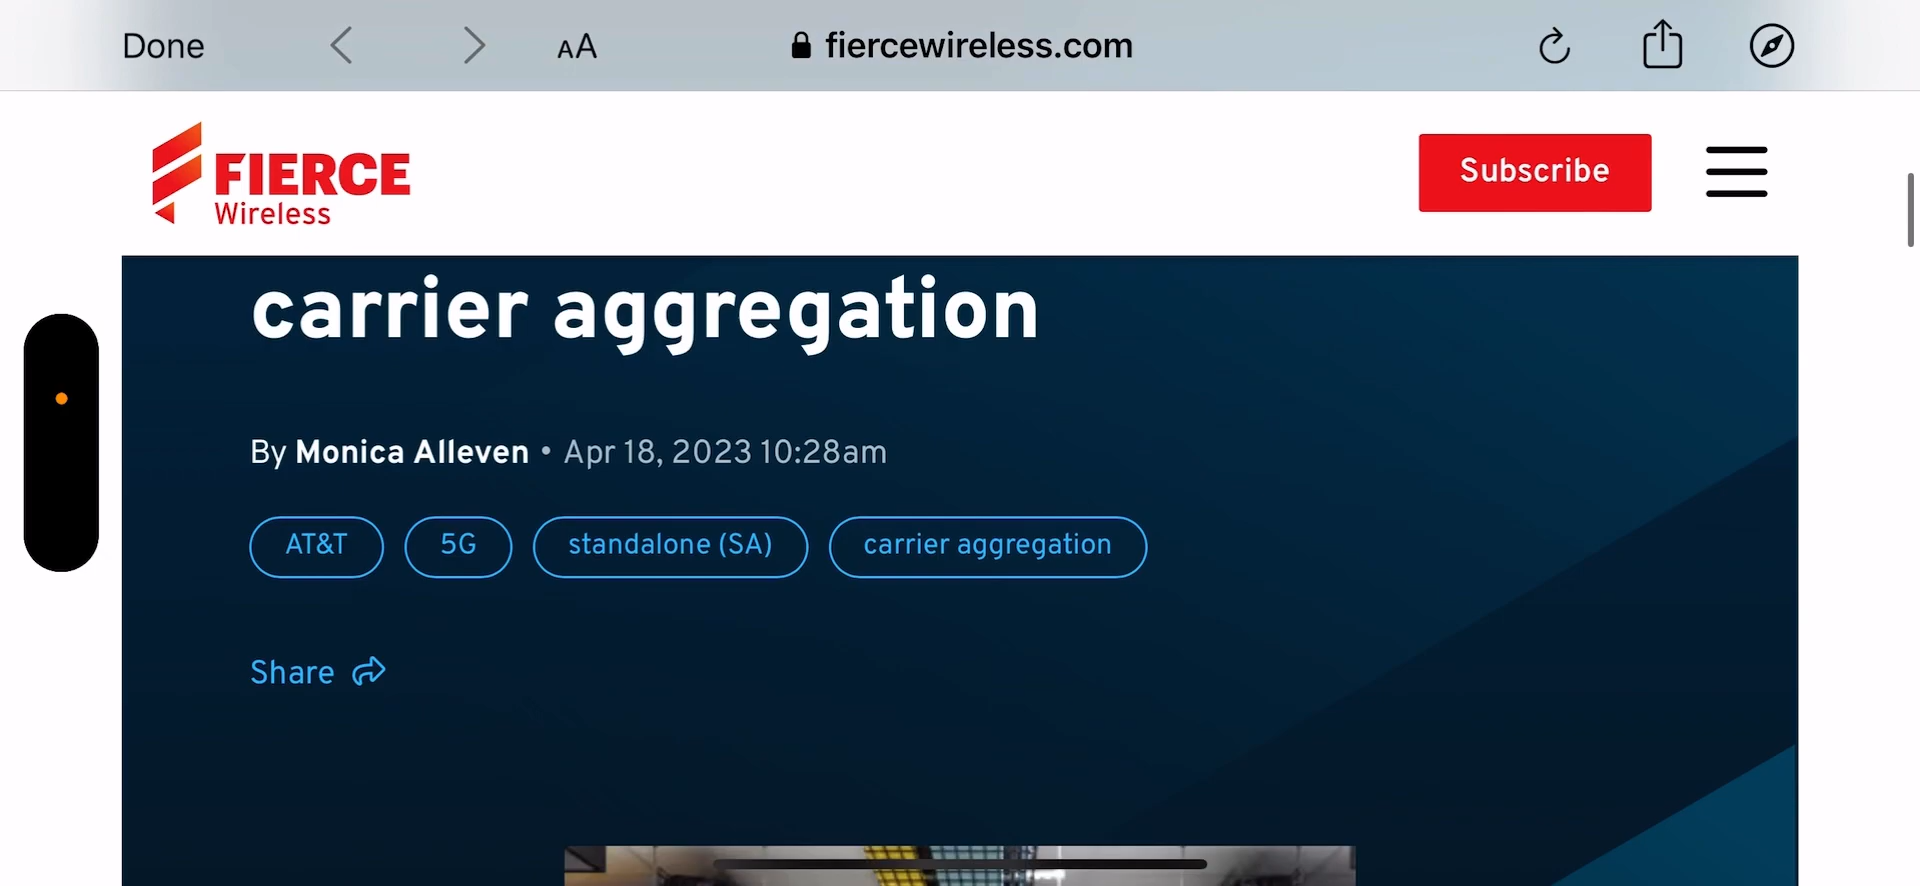 Done AA fiercewireless.com
FIERCE
Wireless
Subscribe
carrier aggregation
By Monica Alleven • Apr 18, 2023 10:28am
AT&T 5G standalone (SA) carrier aggregation
Share